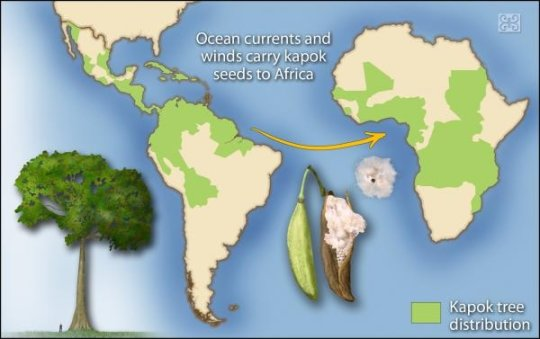 Ocean currents and
winds carry kapok
seeds to Africa
Kapok tree
distribution